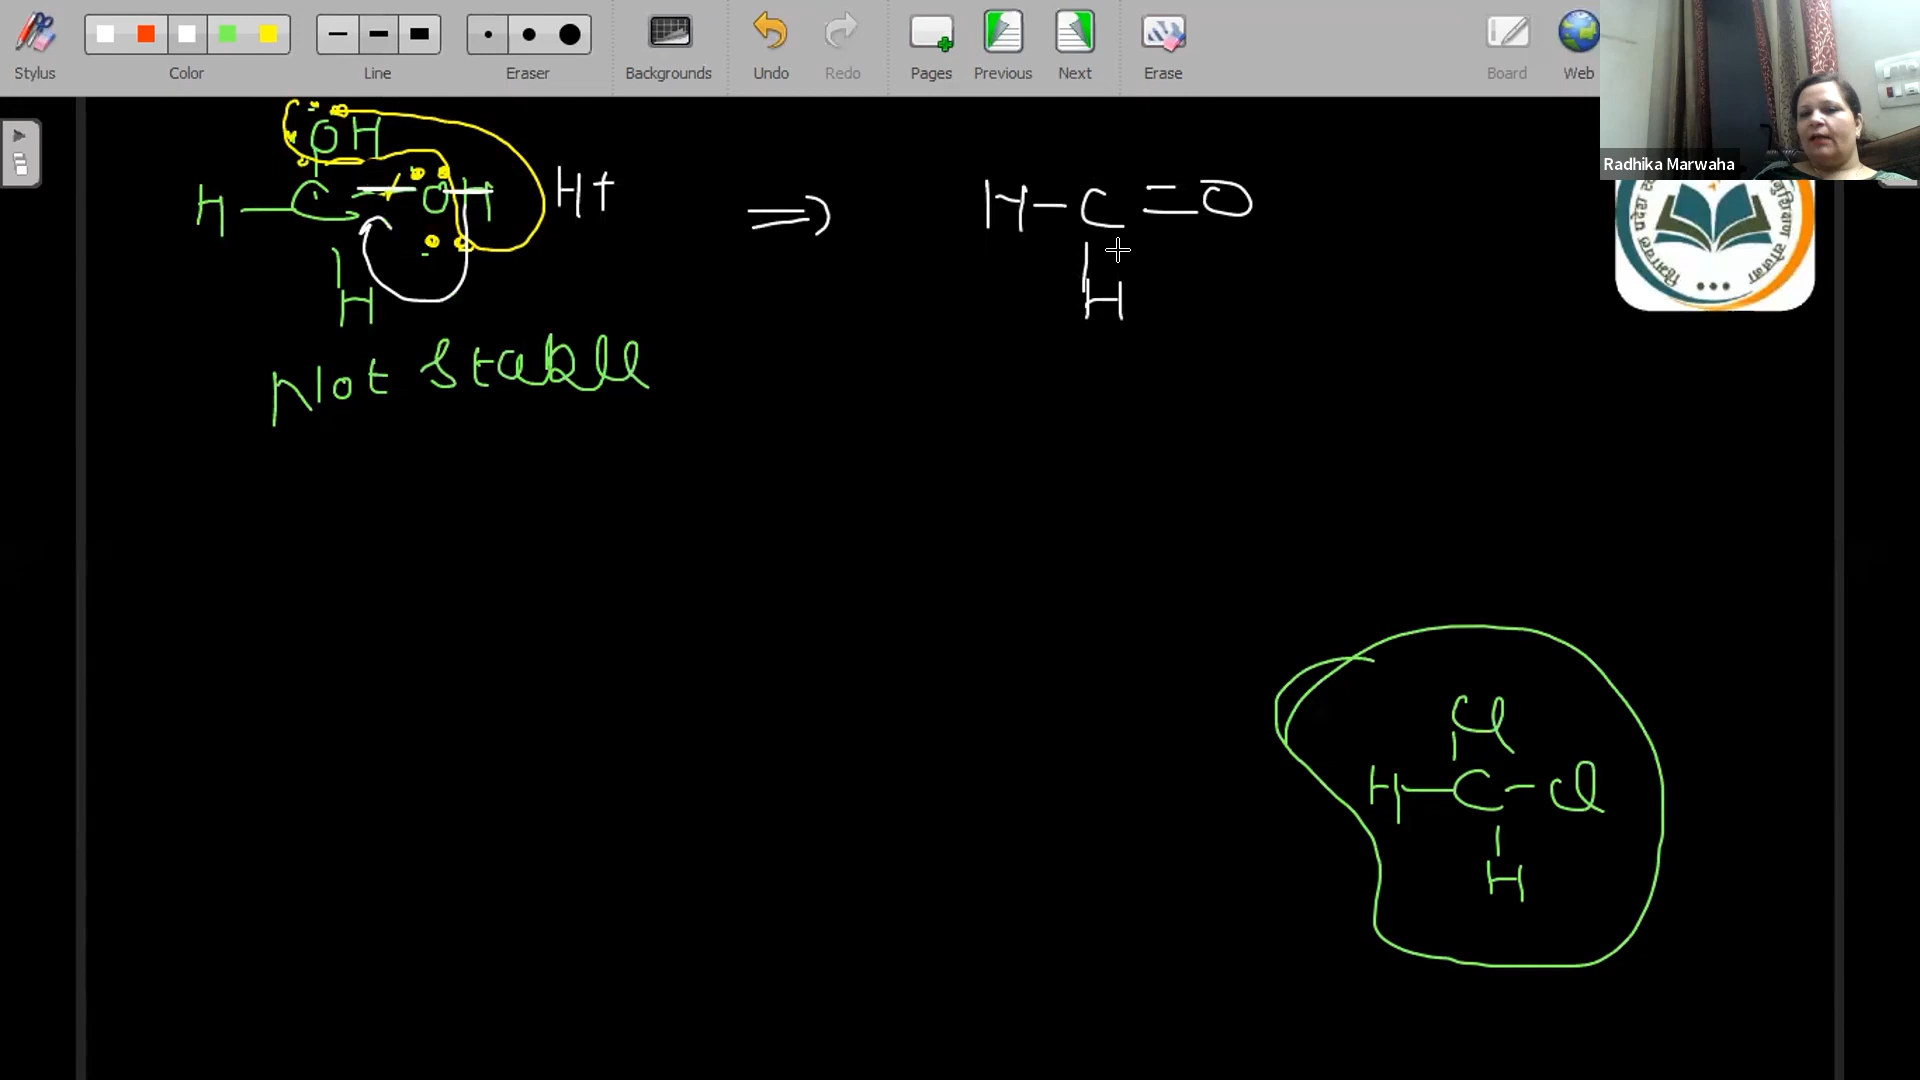 Stylus
Color
Line
Eraser
Backgrounds
Undo
Redo
Pages
Previous
Next
Erase
Board
Web
Radhika Marwaha
OH
H-C-OH H+ ⇒ H-C=O
H H
Not Stable
Cl
H-C-Cl
H